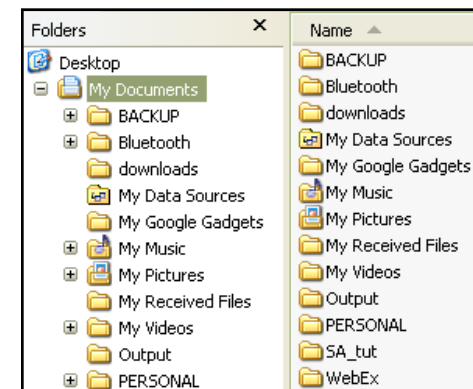 Folders
Desktop
My Documents
BACKUP
Bluetooth
downloads
My Data Sources
My Google Gadgets
My Music
My Pictures
My Received Files
My Videos
Output
PERSONAL
Name
BACKUP
Bluetooth
downloads
My Data Sources
My Google Gadgets
My Music
My Pictures
My Received Files
My Videos
Output
PERSONAL
SA_tut
WebEx